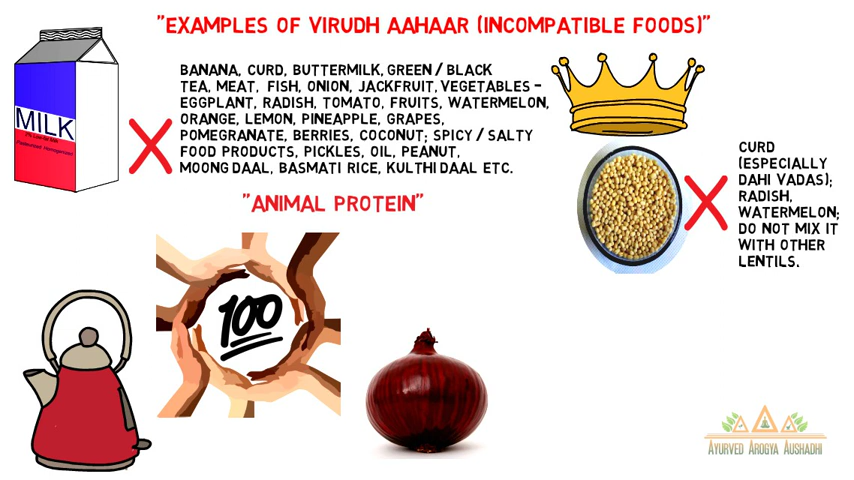 "EXAMPLES OF VIRUDH AAHAAR (INCOMPATIBLE FOODS)"
MILK
BANANA, CURD, BUTTERMILK, GREEN / BLACK
TEA, MEAT, FISH, ONION, JACKFRUIT, VEGETABLES –
EGGPLANT, RADISH, TOMATO, FRUITS, WATERMELON,
ORANGE, LEMON, PINEAPPLE, GRAPES,
POMEGRANATE, BERRIES, COCONUT; SPICY / SALTY
FOOD PRODUCTS, PICKLES, OIL, PEANUT,
MOONG DAAL, BASMATI RICE, KULTHI DAAL ETC.
CURD
(ESPECIALLY
DAHI VADAS);
RADISH,
WATERMELON;
DO NOT MIX IT
WITH OTHER
LENTILS.
"ANIMAL PROTEIN"
100
AYURVED AROGYA AUSHADHI